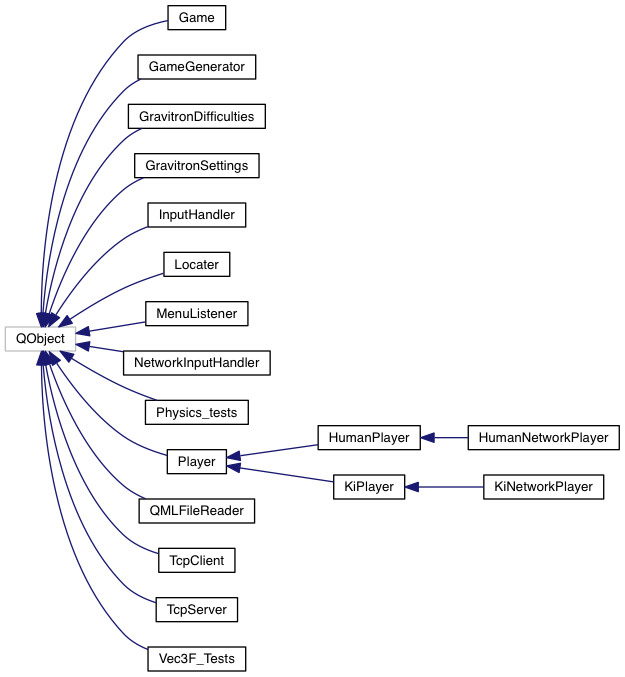 Game
GameGenerator
GravitronDifficulties
GravitronSettings
InputHandler
Locater
MenuListener
QObject
NetworkInputHandler
Physics_tests
HumanPlayer
HumanNetworkPlayer
Player
KiPlayer
KiNetworkPlayer
QMLFileReader
TcpClient
TcpServer
Vec3F_Tests